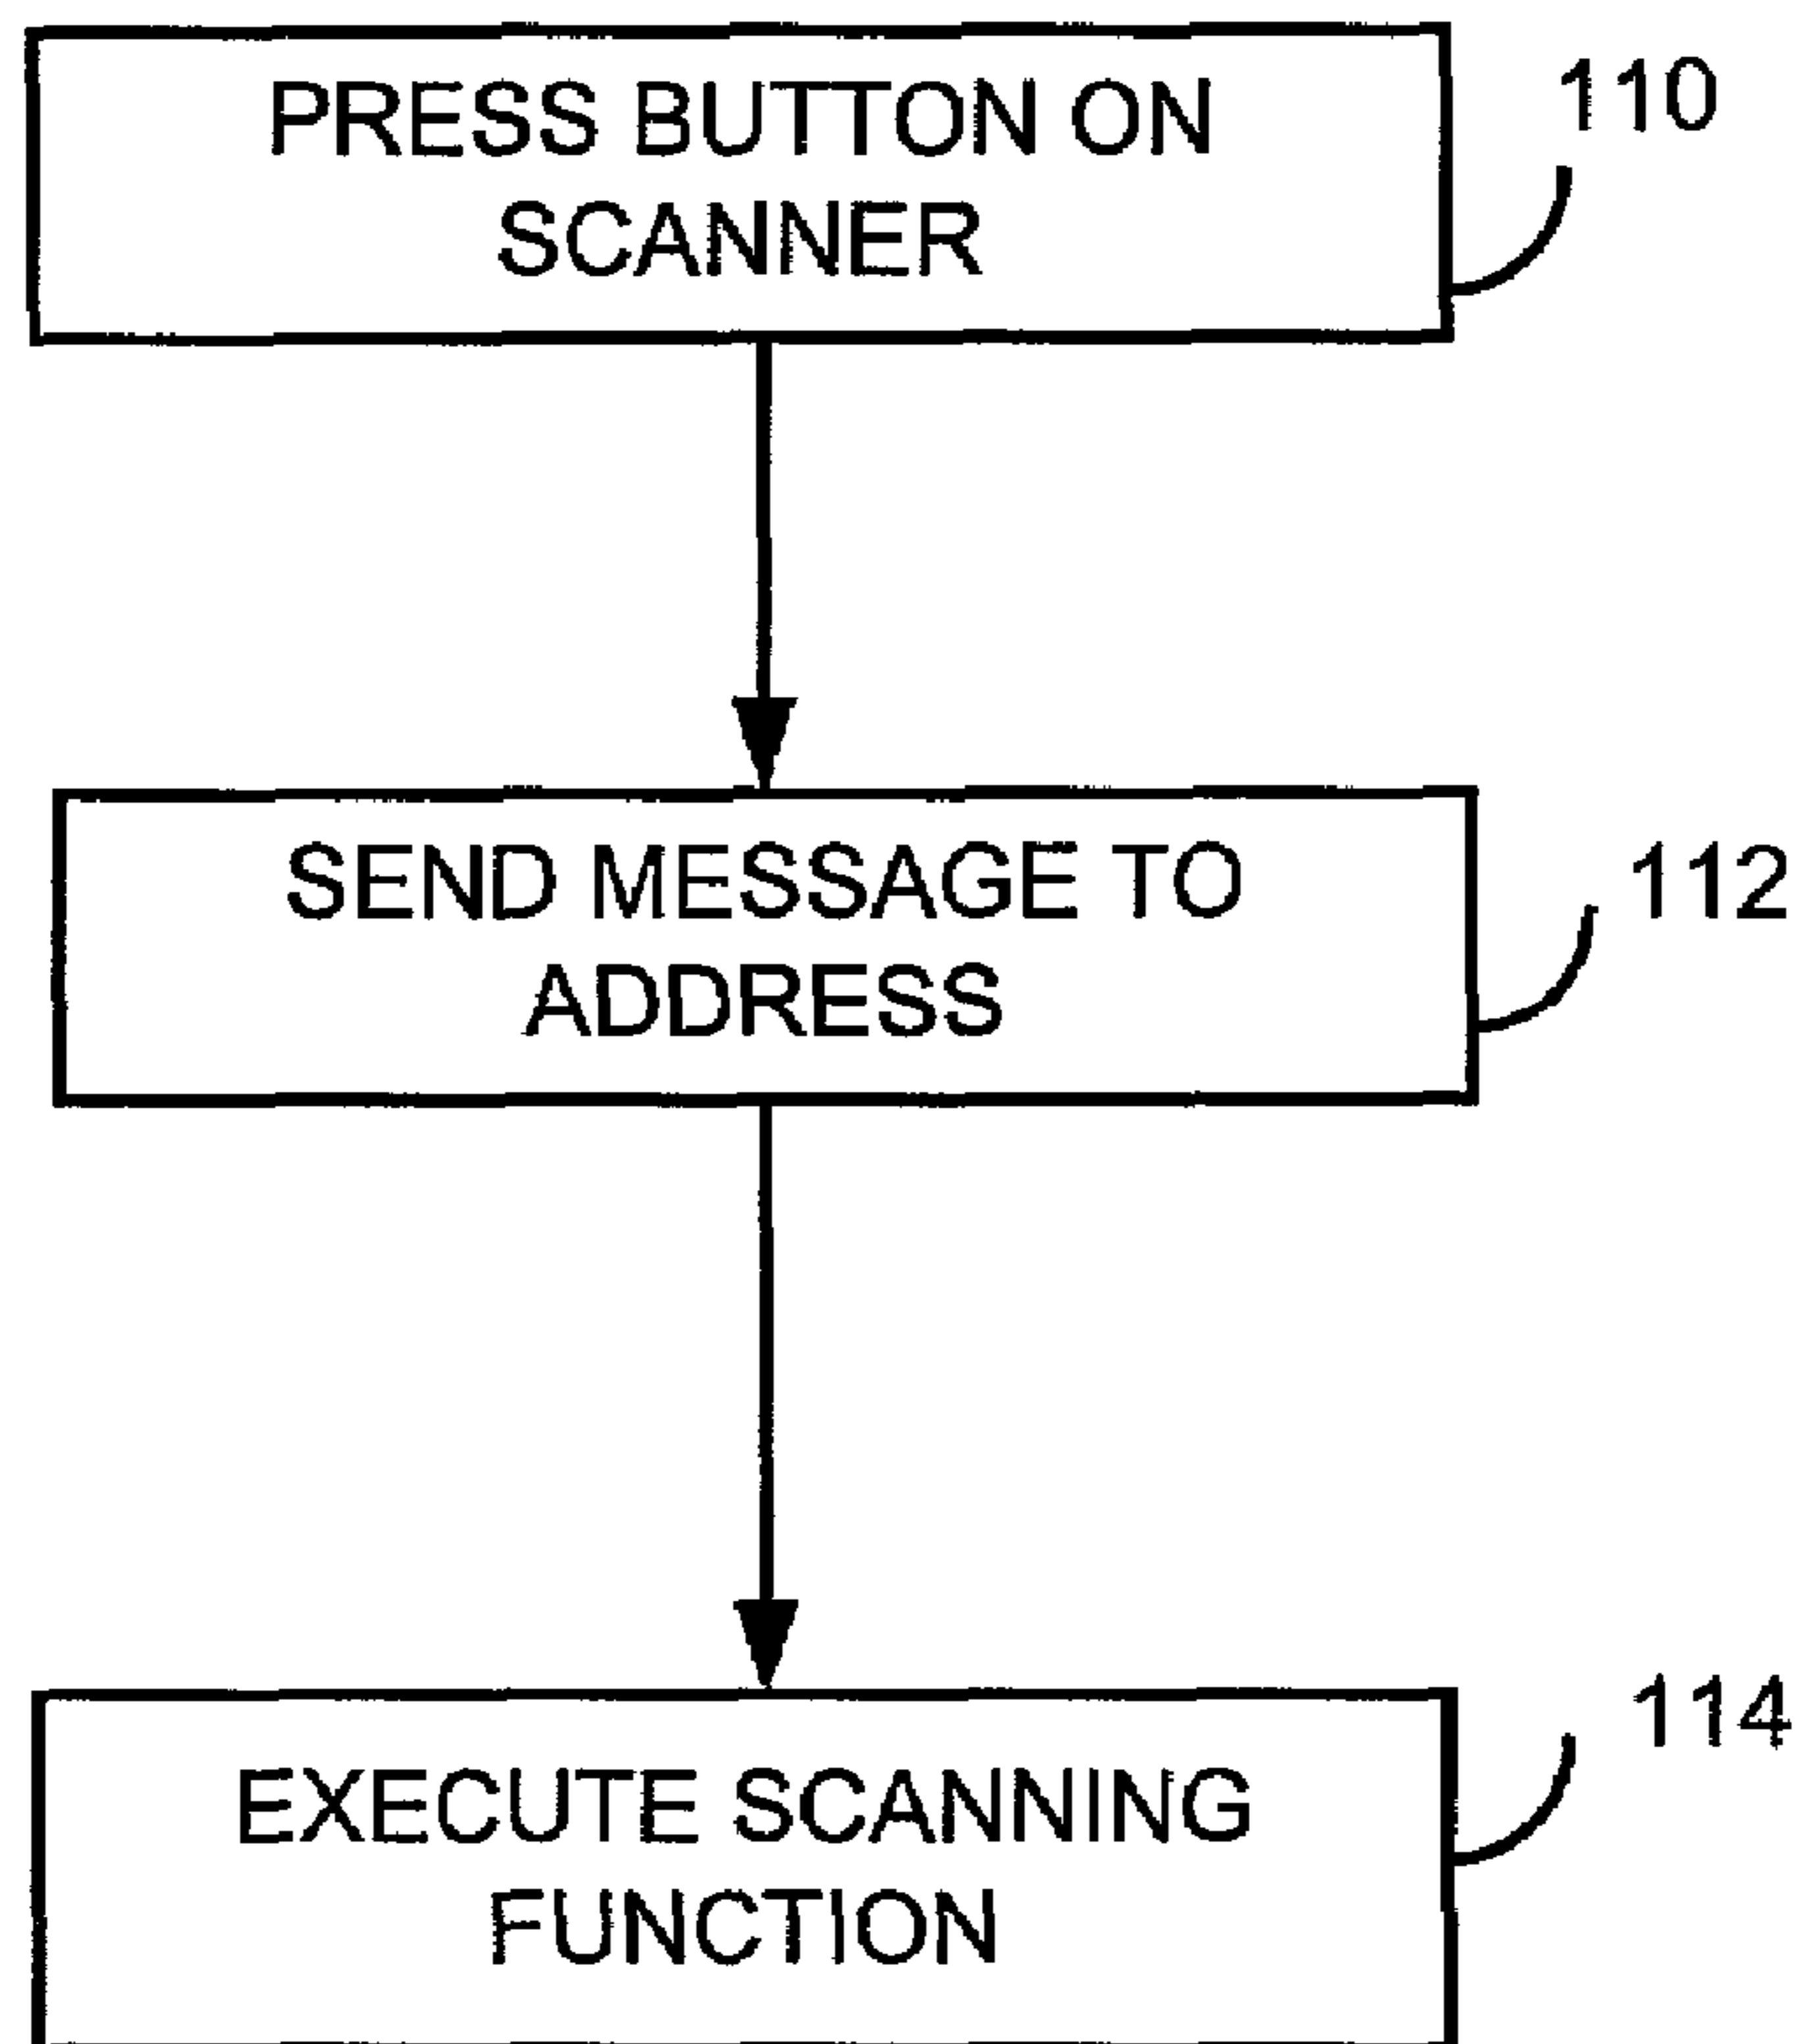 PRESS BUTTON ON
SCANNER
110
SEND MESSAGE TO
ADDRESS
112
EXECUTE SCANNING
FUNCTION
114